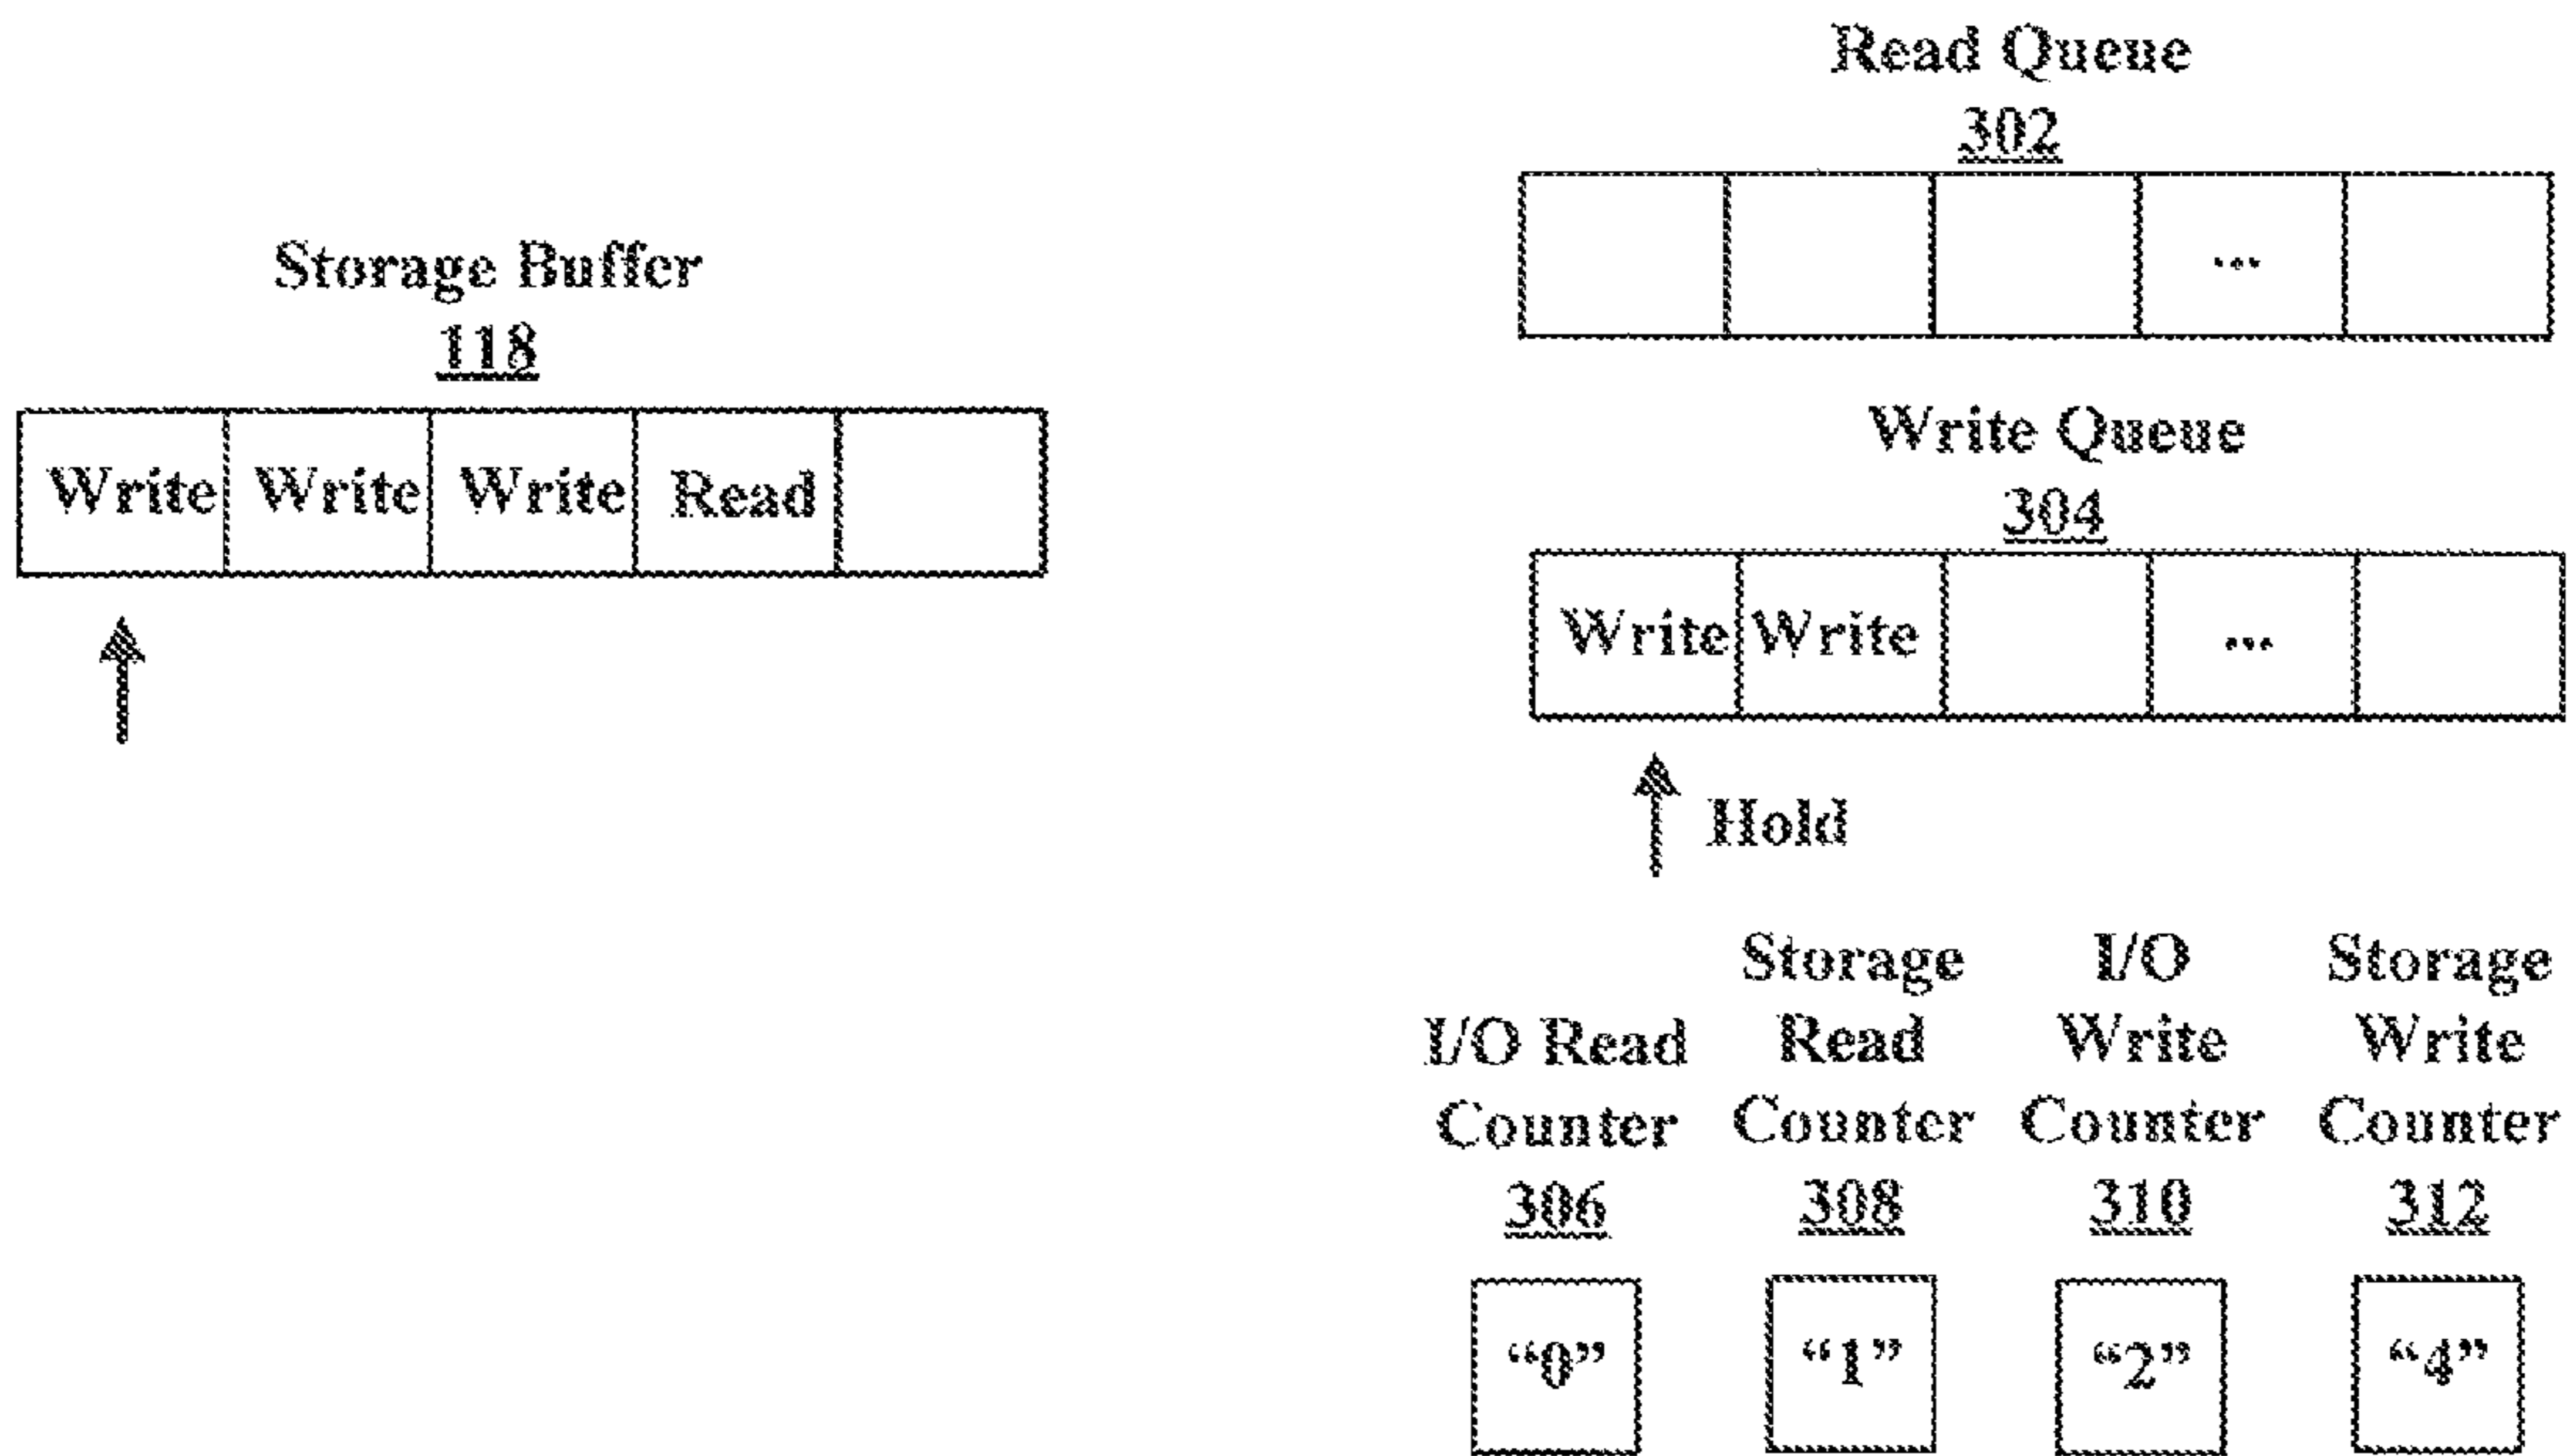 Read Queue
302
...
Storage Buffer
118
Write Write Write Read
Write Queue
304
Write Write ...
Hold
I/O Read Counter
306
"0"
Storage
Read
Counter
308
"1"
I/O
Write
Counter
310
"2"
Storage
Write
Counter
312
"4"